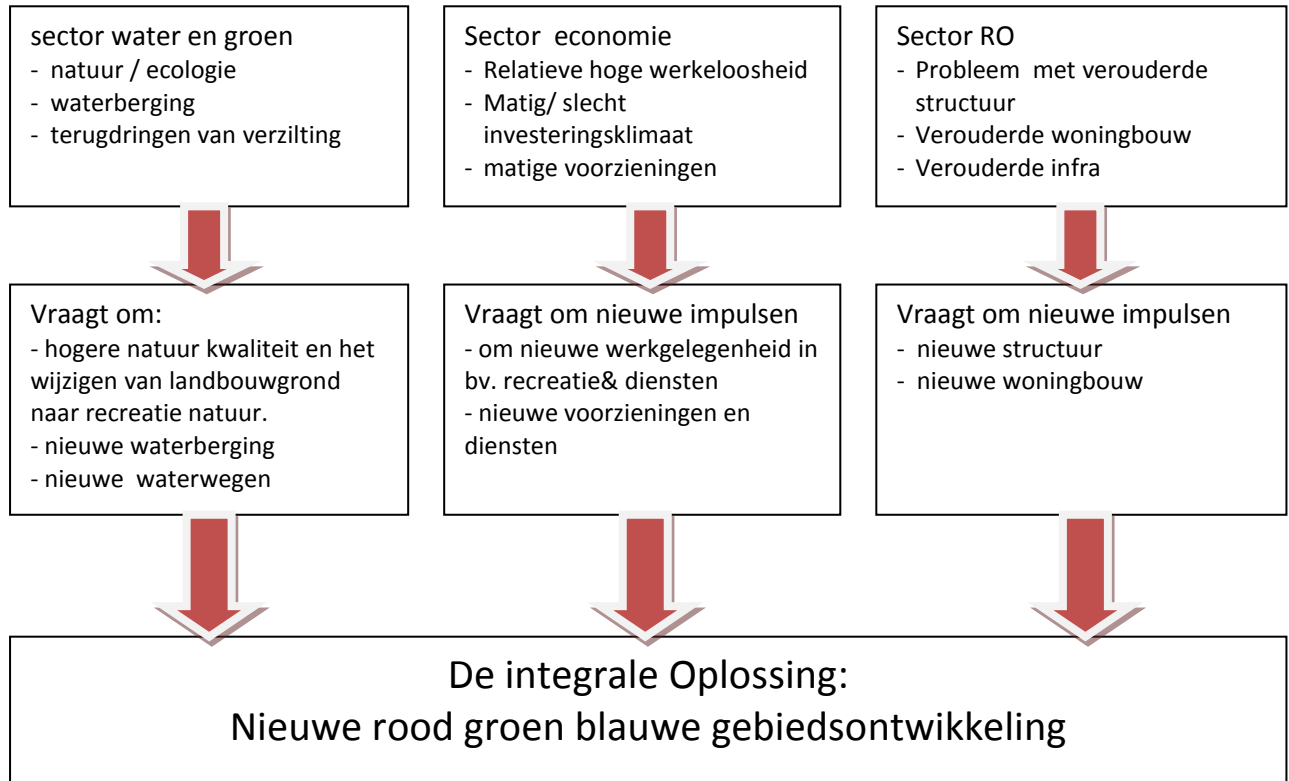 sector water en groen
- natuur / ecologie
- waterberging
- terugdringen van verzilting
Sector economie
- Relatieve hoge werkeloosheid
- Matig/ slecht
investeringsklimaat
- matige voorzieningen
Sector RO
- Probleem met verouderde
structuur
- Verouderde woningbouw
- Verouderde infra
Vraagt om:
- hogere natuur kwaliteit en het
wijzigen van landbouwgrond
naar recreatie natuur.
- nieuwe waterberging
- nieuwe waterwegen
Vraagt om nieuwe impulsen
- om nieuwe werkgelegenheid in
bv. recreatie& diensten
- nieuwe voorzieningen en
diensten
Vraagt om nieuwe impulsen
- nieuwe structuur
- nieuwe woningbouw
De integrale Oplossing:
Nieuwe rood groen blauwe gebiedsontwikkeling